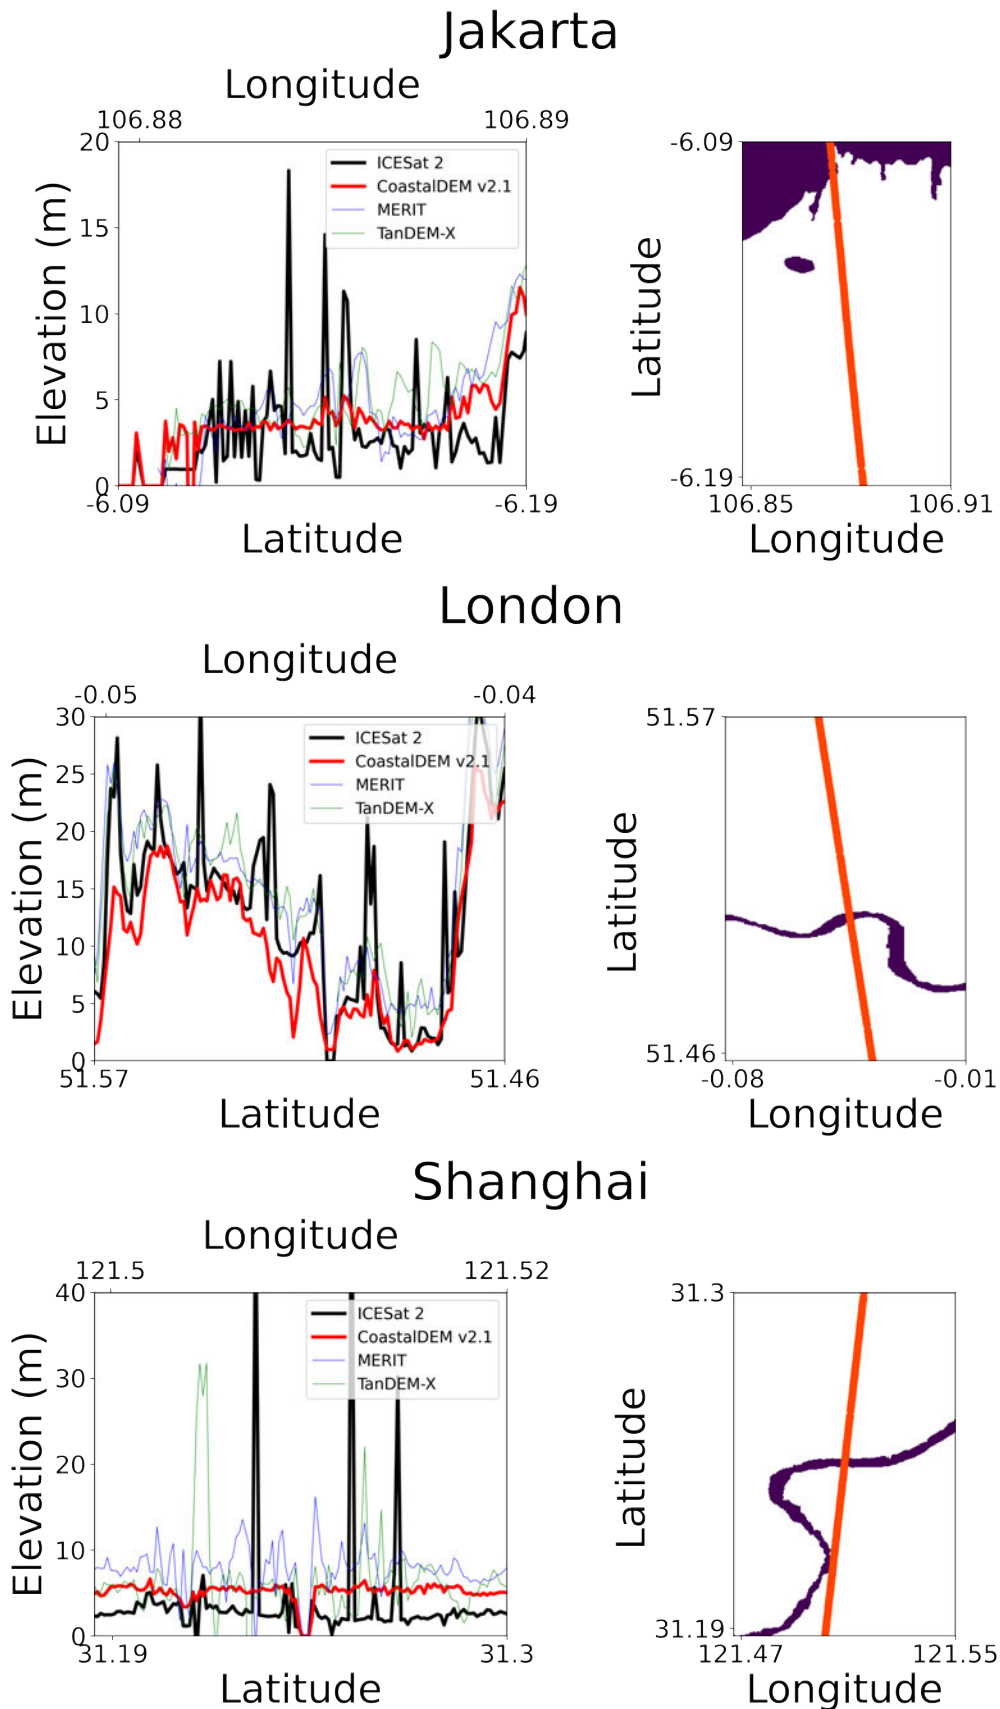 Jakarta
Longitude
106.88 106.89
20
15
10
5
0
Elevation (m)
ICESat 2
CoastalDEM v2.1
MERIT
TanDEM-X
-6.09 -6.19
Latitude
-6.09
-6.19
Latitude
106.85 106.91
Longitude
London
Longitude
-0.05 -0.04
30
25
20
15
10
5
0
Elevation (m)
ICESat 2
CoastalDEM v2.1
MERIT
TanDEM-X
51.57 51.46
Latitude
51.57
51.46
Latitude
-0.08 -0.01
Longitude
Shanghai
Longitude
121.5 121.52
40
30
20
10
0
Elevation (m)
ICESat 2
CoastalDEM v2.1
MERIT
TanDEM-X
31.19 31.3
Latitude
31.3
31.19
Latitude
121.47 121.55
Longitude